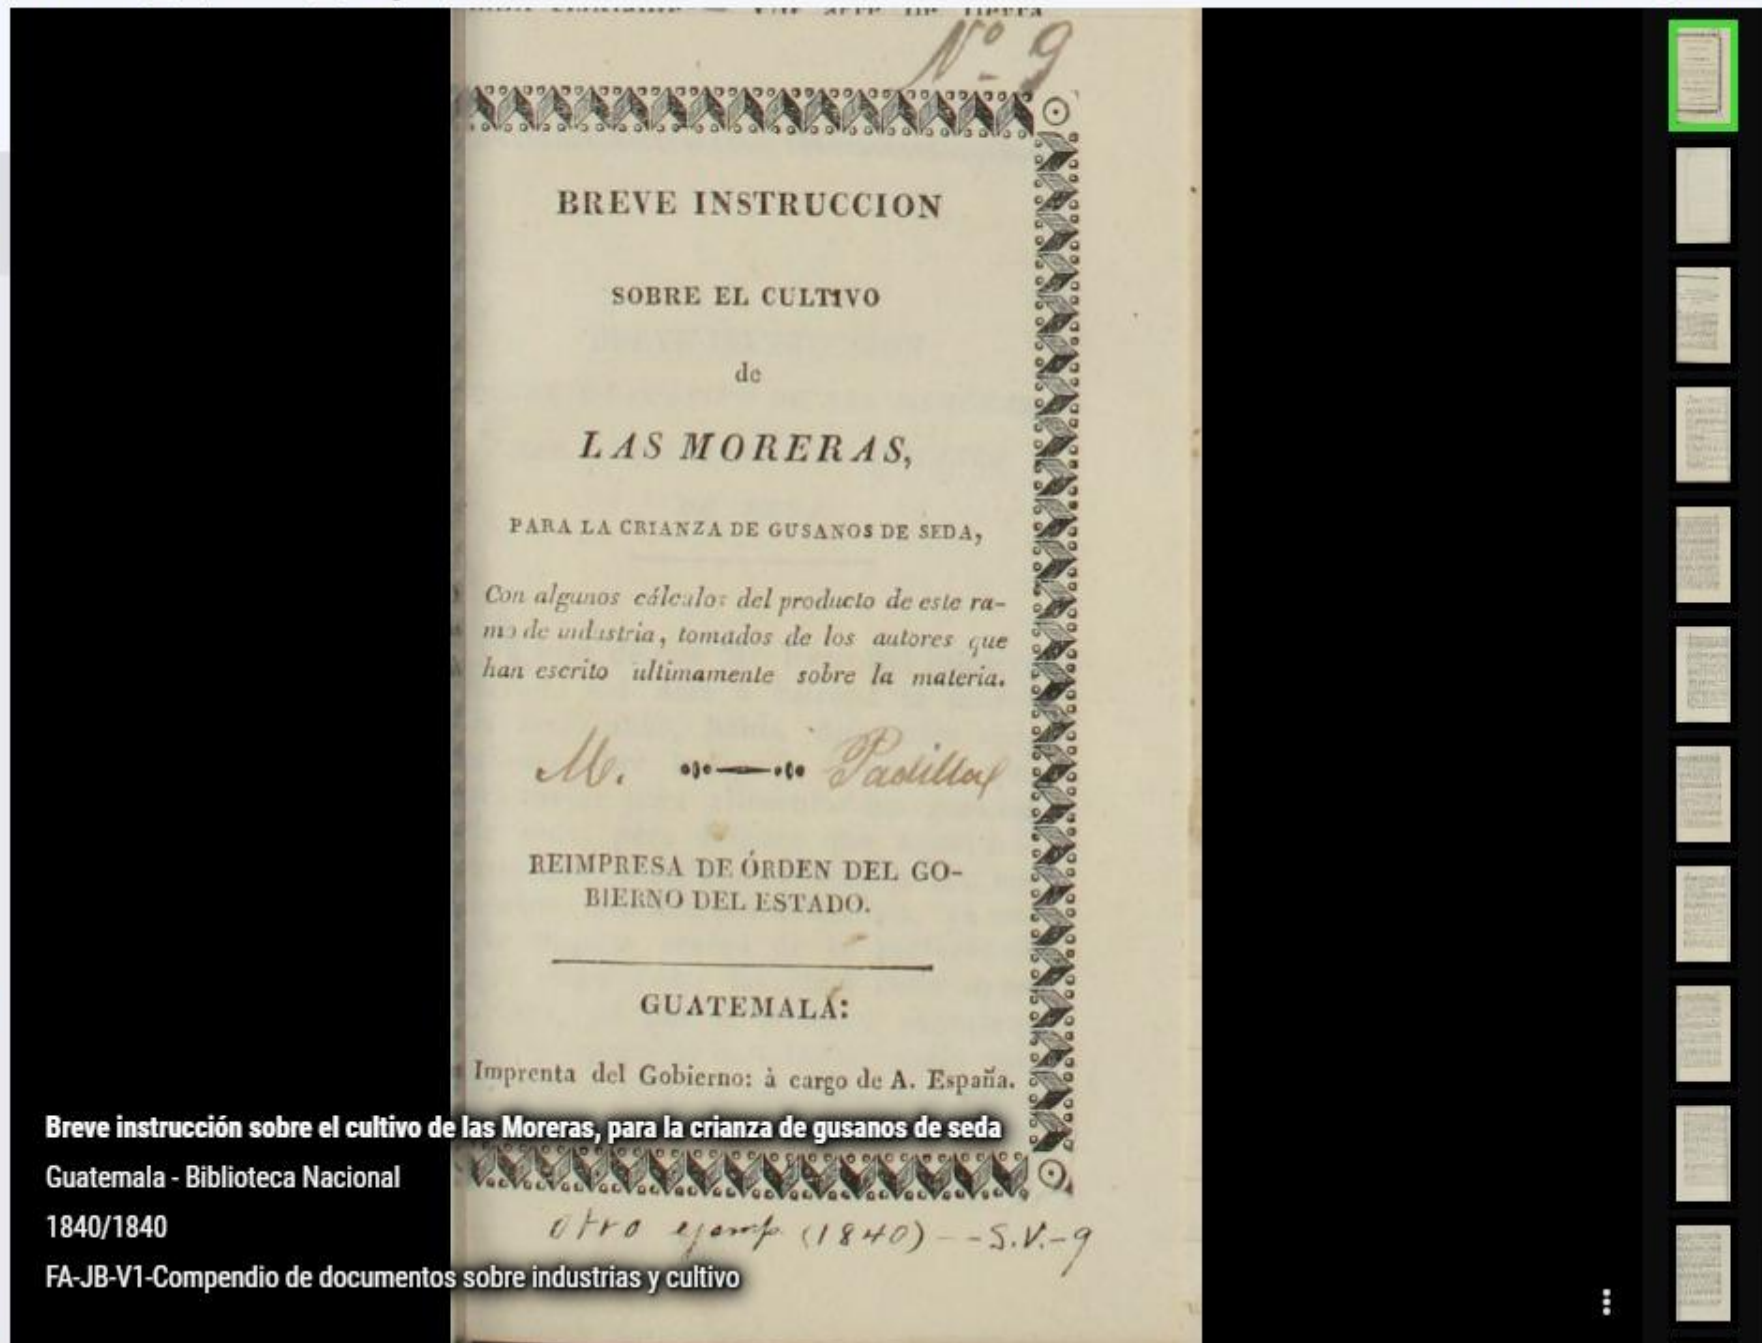 Nº 9
BREVE INSTRUCCION
SOBRE EL CULTIVO
de
LAS MORERAS,
PARA LA CRIANZA DE GUSANOS DE SEDA,
Con algunos cálculos del producto de este ra-
mo de industria, tomados de los autores que
han escrito ultimamente sobre la materia.
M. Padilla
REIMPRESA DE ÓRDEN DEL GO-
BIERNO DEL ESTADO.
GUATEMALA:
Imprenta del Gobierno: à cargo de A. España.
Breve instrucción sobre el cultivo de las Moreras, para la crianza de gusanos de seda
Guatemala - Biblioteca Nacional
1840/1840
otro ejemp (1840) - - S.V.-9
FA-JB-V1-Compendio de documentos sobre industrias y cultivo